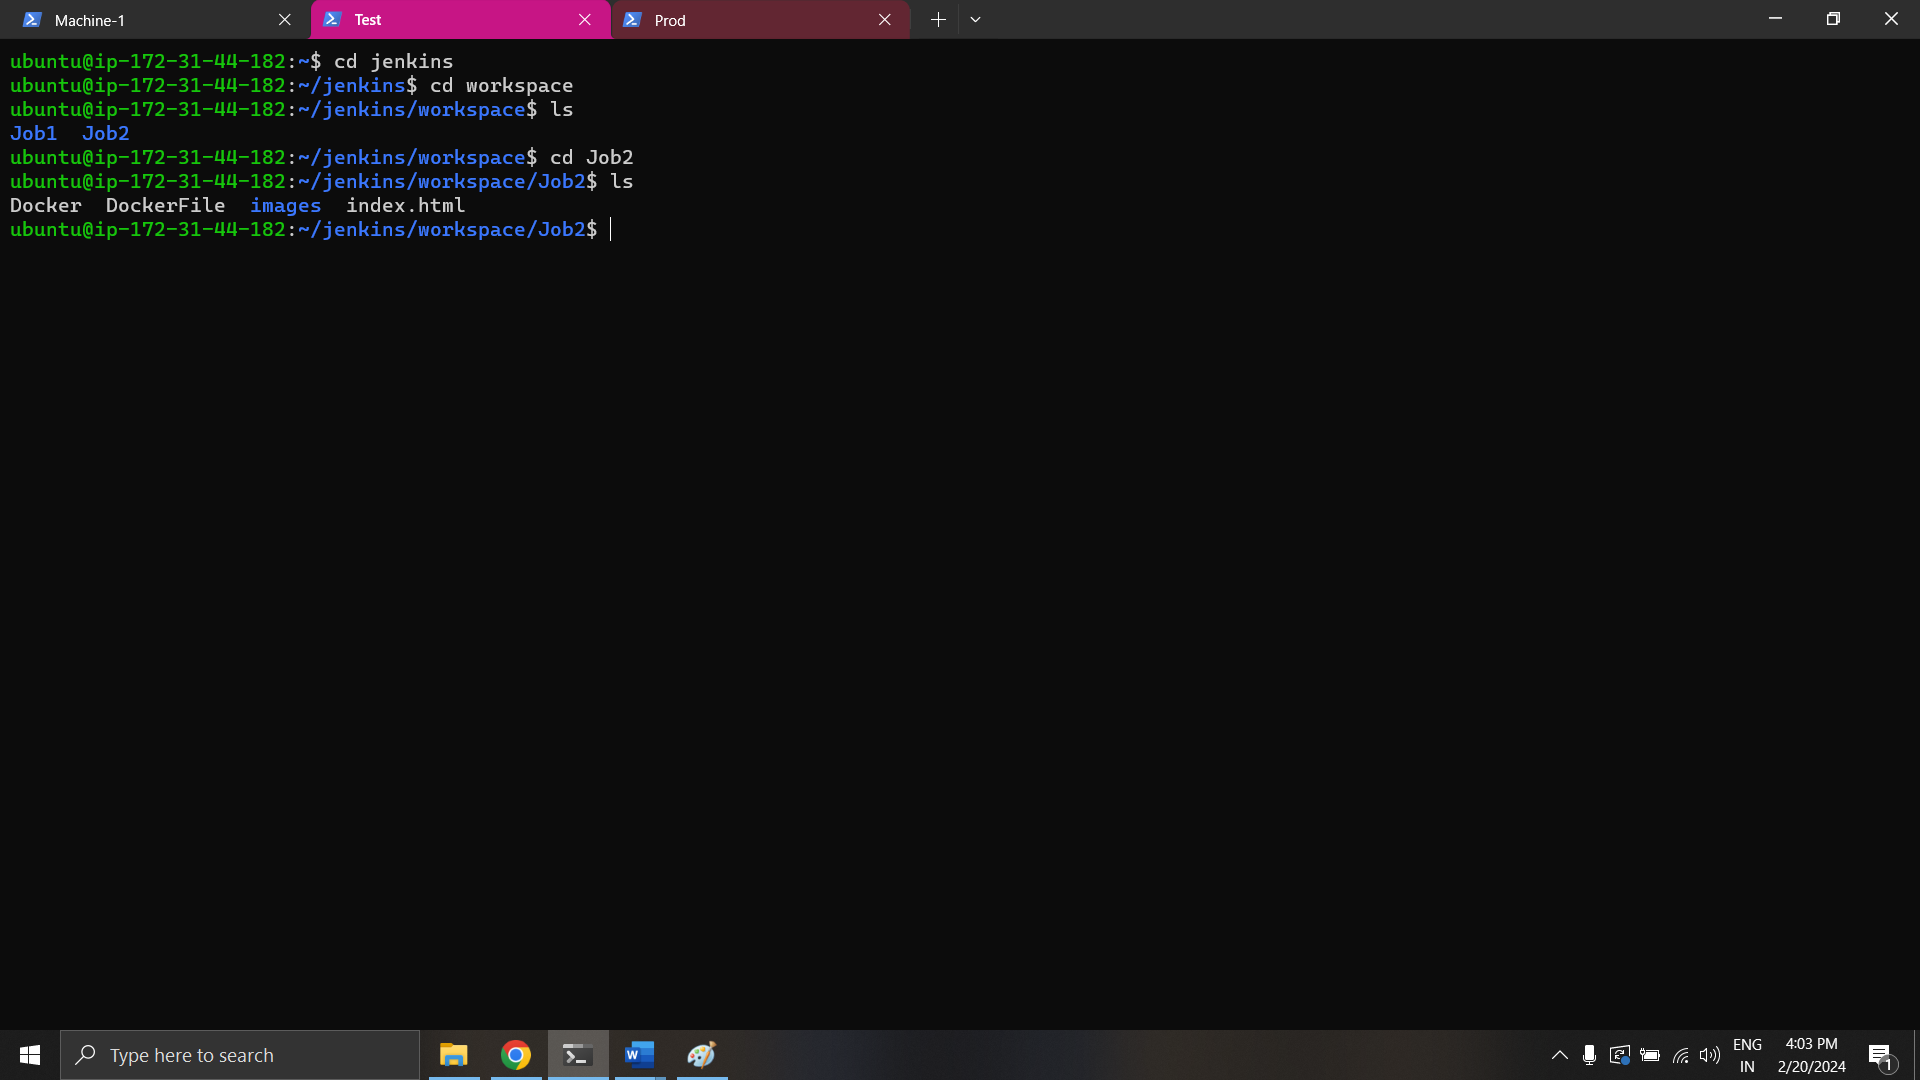 Machine-1 Test Prod
ubuntu@ip-172-31-44-182:~$ cd jenkins
ubuntu@ip-172-31-44-182:~/jenkins$ cd workspace
ubuntu@ip-172-31-44-182:~/jenkins/workspace$ ls
Job1  Job2
ubuntu@ip-172-31-44-182:~/jenkins/workspace$ cd Job2
ubuntu@ip-172-31-44-182:~/jenkins/workspace/Job2$ ls
Docker  DockerFile  images  index.html
ubuntu@ip-172-31-44-182:~/jenkins/workspace/Job2$
Type here to search
ENG
IN
4:03 PM
2/20/2024
1